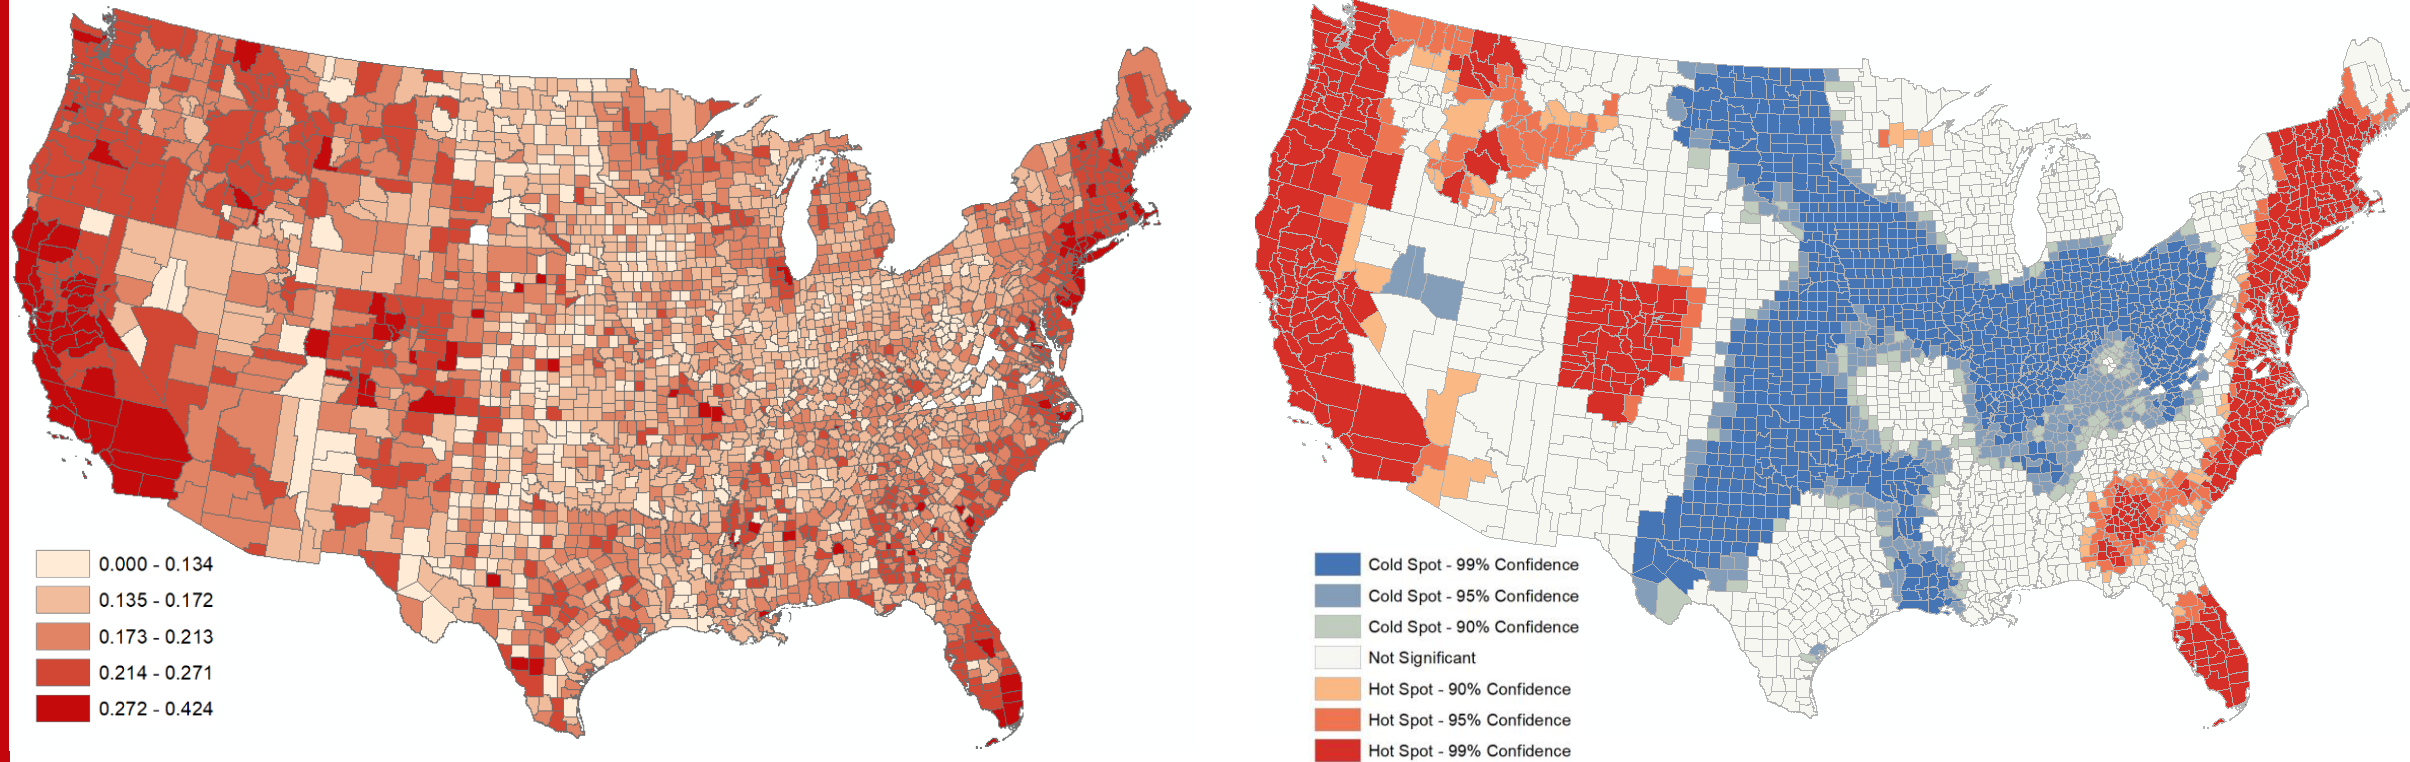 0.000 - 0.134
0.135 - 0.172
0.173 - 0.213
0.214 - 0.271
0.272 - 0.424
Cold Spot - 99% Confidence
Cold Spot - 95% Confidence
Cold Spot - 90% Confidence
Not Significant
Hot Spot - 90% Confidence
Hot Spot - 95% Confidence
Hot Spot - 99% Confidence